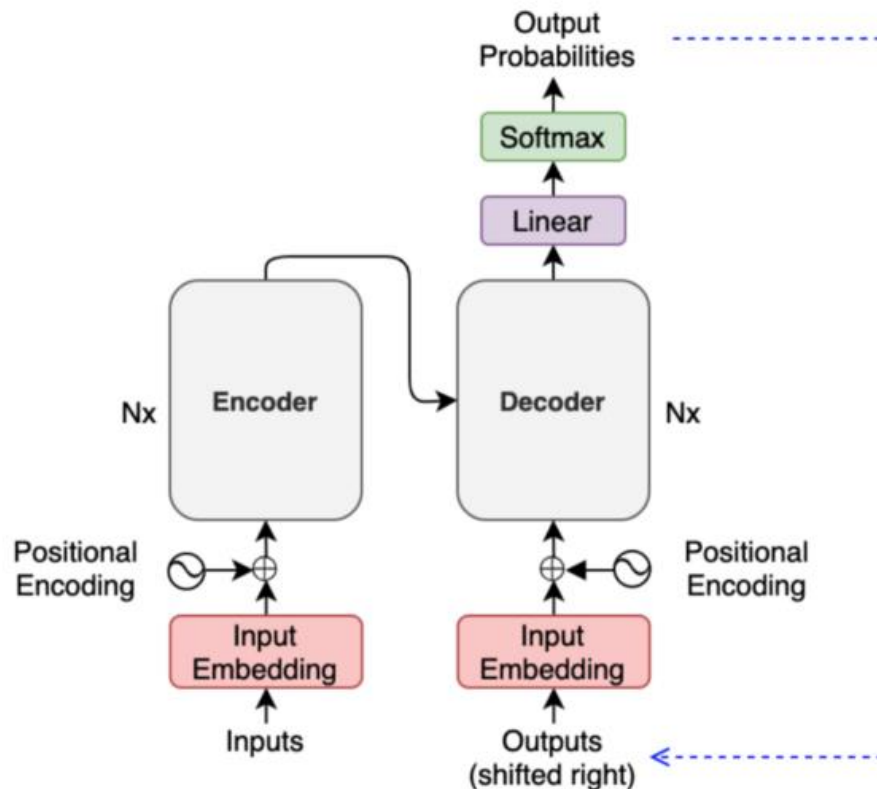 Output
Probabilities
Softmax
Linear
Encoder
Decoder
Nx
Nx
Positional
Encoding
Positional
Encoding
Input
Embedding
Input
Embedding
Inputs
Outputs
(shifted right)